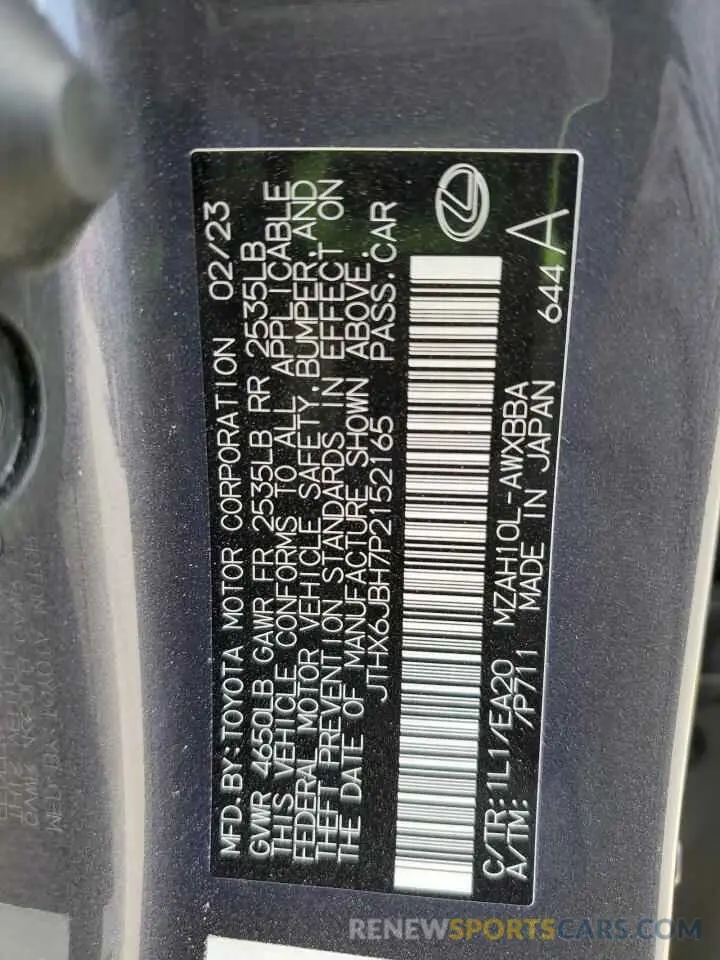 MFD. BY: TOYOTA MOTOR CORPORATION 02/23
GVWR 4650LB GAWR FR 2535LB RR 2535LB
THIS VEHICLE CONFORMS TO ALL APPLICABLE
FEDERAL MOTOR VEHICLE SAFETY, BUMPER, AND
THEFT PREVENTION STANDARDS IN EFFECT ON
THE DATE OF MANUFACTURE SHOWN ABOVE.
JTHX6JBH7P2152165 PASS. CAR
C/TR: 1L1/EA20 MZAH10L-AWXBBA
A/TM: /P711 MADE IN JAPAN
644 A
RENEWSPORTSCARS.COM